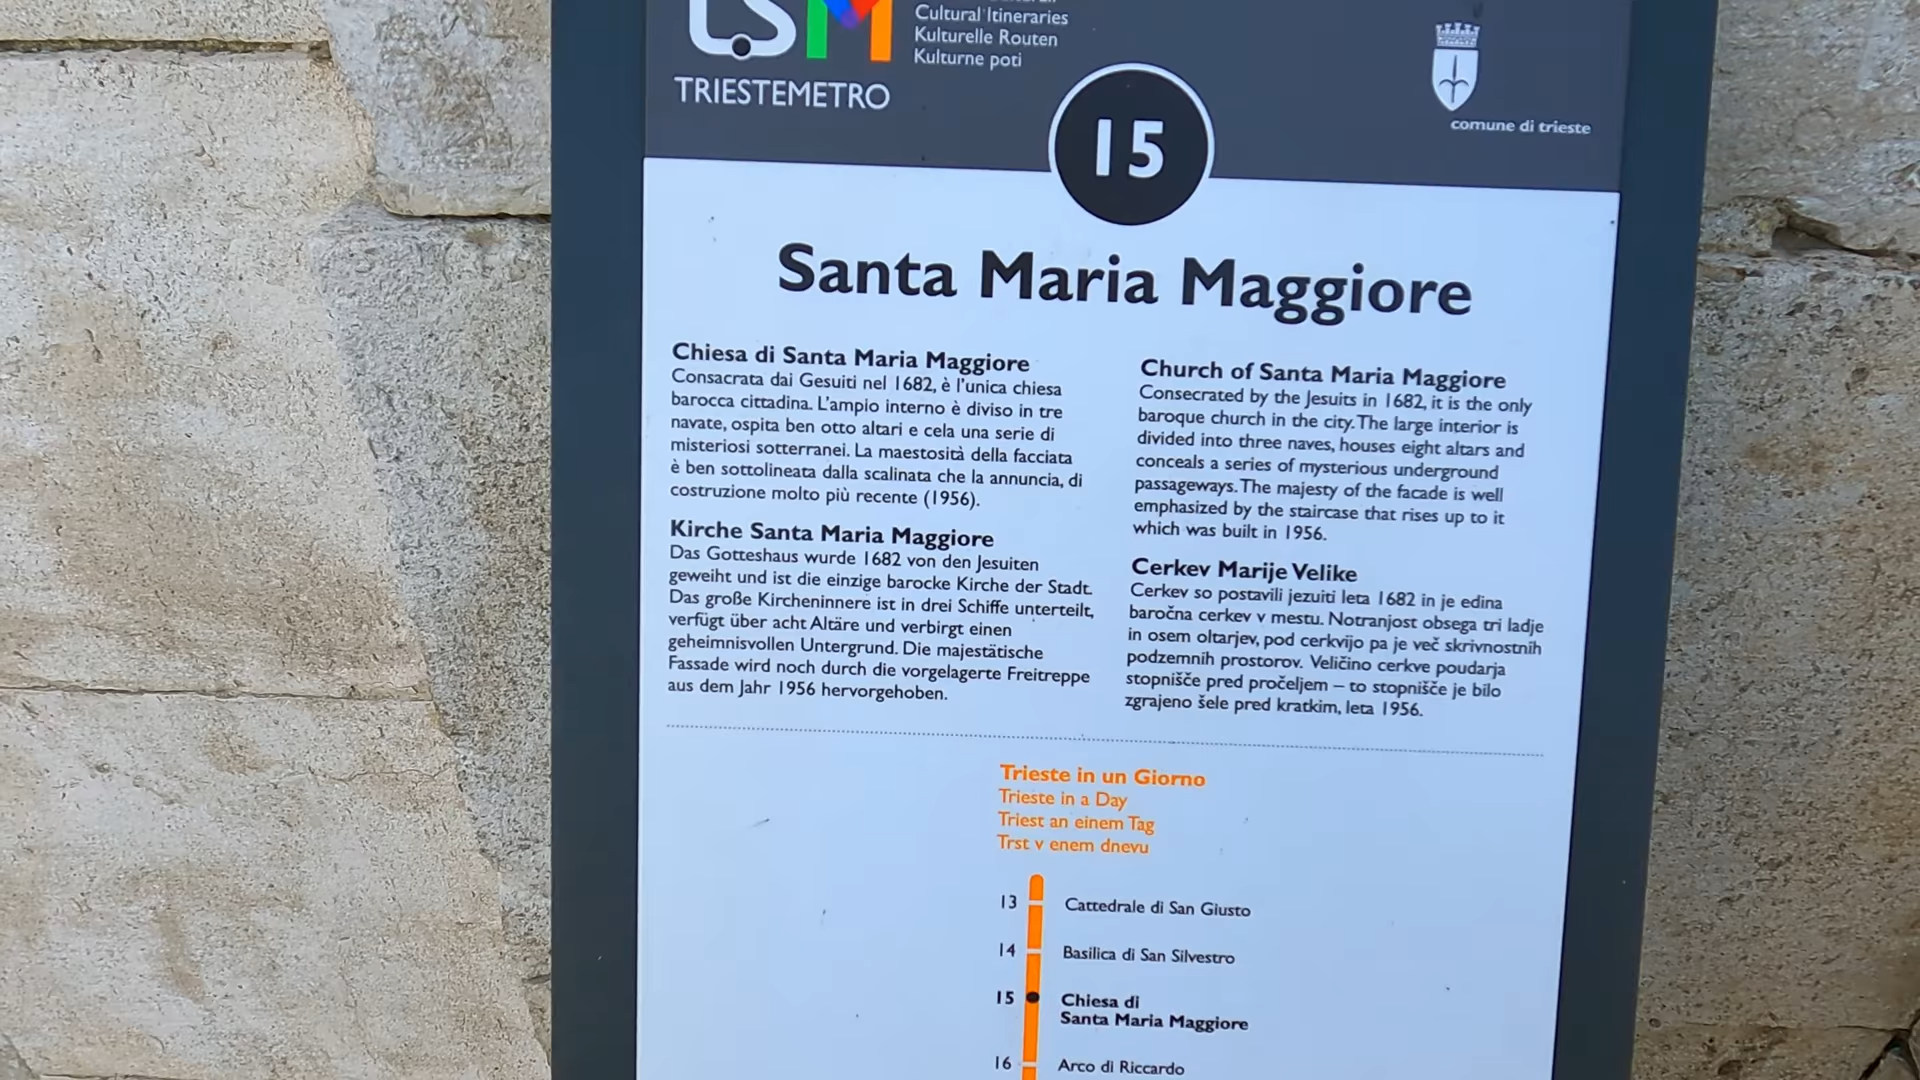 Cultural Itineraries
Kulturelle Routen
Kulturne poti
TRIESTEMETRO
comune di trieste
15
Santa Maria Maggiore
Chiesa di Santa Maria Maggiore
Consacrata dai Gesuiti nel 1682, è l'unica chiesa
barocca cittadina. L'ampio interno è diviso in tre
navate, ospita ben otto altari e cela una serie di
misteriosi sotterranei. La maestosità della facciata
è ben sottolineata dalla scalinata che la annuncia, di
costruzione molto più recente (1956).
Kirche Santa Maria Maggiore
Das Gotteshaus wurde 1682 von den Jesuiten
geweiht und ist die einzige barocke Kirche der Stadt.
Das große Kircheninnere ist in drei Schiffe unterteilt,
verfügt über acht Altäre und verbirgt einen
geheimnisvollen Untergrund. Die majestätische
Fassade wird noch durch die vorgelagerte Freitreppe
aus dem Jahr 1956 hervorgehoben.
Church of Santa Maria Maggiore
Consecrated by the Jesuits in 1682, it is the only
baroque church in the city. The large interior is
divided into three naves, houses eight altars and
conceals a series of mysterious underground
passageways. The majesty of the facade is well
emphasized by the staircase that rises up to it
which was built in 1956.
Cerkev Marije Velike
Cerkev so postavili jezuiti leta 1682 in je edina
baročna cerkev v mestu. Notranjost obsega tri ladje
in osem oltarjev, pod cerkvijo pa je več skrivnostnih
podzemnih prostorov. Veličino cerkve poudarja
stopnišče pred pročeljem – to stopnišče je bilo
zgrajeno šele pred kratkim, leta 1956.
Trieste in un Giorno
Trieste in a Day
Triest an einem Tag
Trst v enem dnevu
13 Cattedrale di San Giusto
14 Basilica di San Silvestro
15 Chiesa di
Santa Maria Maggiore
16 Arco di Riccardo